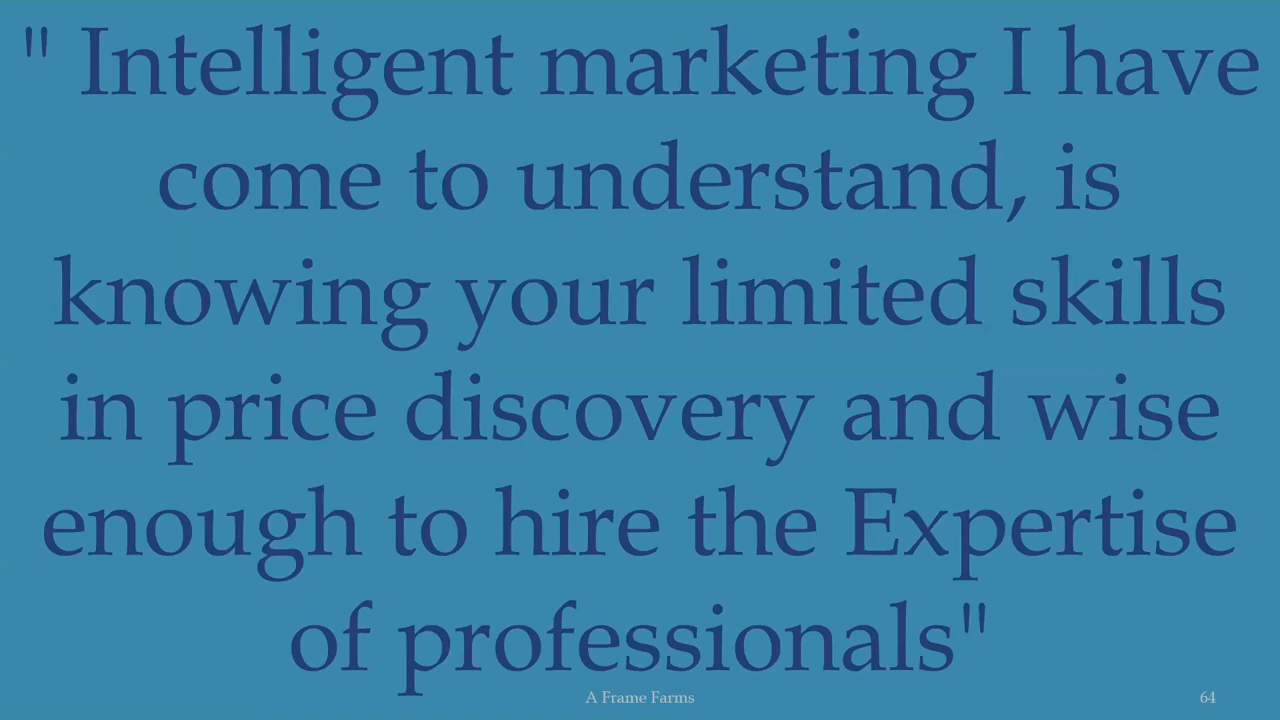 " Intelligent marketing I have
come to understand, is
knowing your limited skills
in price discovery and wise
enough to hire the Expertise
of professionals"
A Frame Farms
64